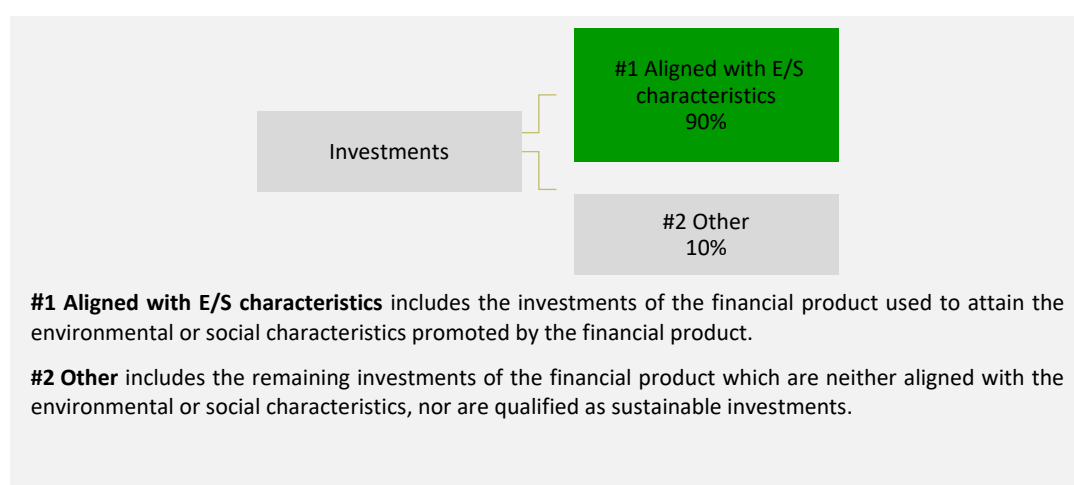 #1 Aligned with E/S
characteristics
90%
Investments
#2 Other
10%
#1 Aligned with E/S characteristics includes the investments of the financial product used to attain the
environmental or social characteristics promoted by the financial product.
#2 Other includes the remaining investments of the financial product which are neither aligned with the
environmental or social characteristics, nor are qualified as sustainable investments.